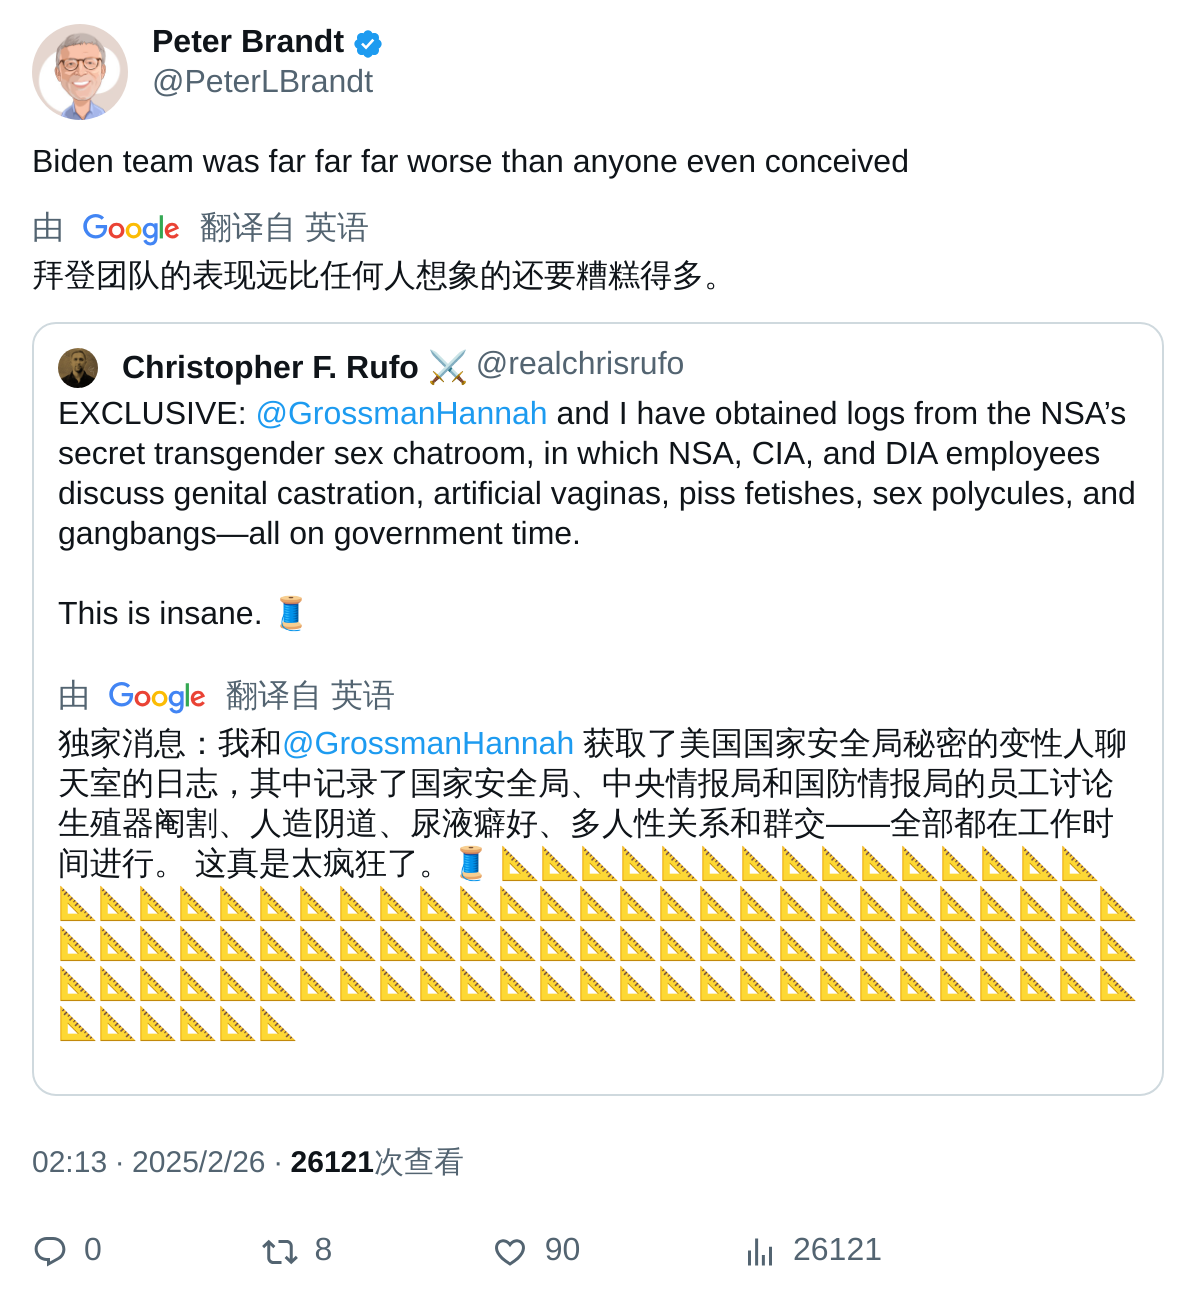 Peter Brandt
@PeterLBrandt
Biden team was far far far worse than anyone even conceived
由 Google 翻译自 英语
拜登团队的表现远比任何人想象的还要糟糕得多。
Christopher F. Rufo ⚔️ @realchrisrufo
EXCLUSIVE: @GrossmanHannah and I have obtained logs from the NSA’s
secret transgender sex chatroom, in which NSA, CIA, and DIA employees
discuss genital castration, artificial vaginas, piss fetishes, sex polycules, and
gangbangs—all on government time.
This is insane. 🧵
由 Google 翻译自 英语
独家消息：我和@GrossmanHannah 获取了美国国家安全局秘密的变性人聊
天室的日志，其中记录了国家安全局、中央情报局和国防情报局的员工讨论
生殖器阉割、人造阴道、尿液癖好、多人性关系和群交——全部都在工作时
间进行。 这真是太疯狂了。🧵 📐📐📐📐📐📐📐📐📐📐📐📐📐📐📐
📐📐📐📐📐📐📐📐📐📐📐📐📐📐📐📐📐📐📐📐📐📐📐📐📐📐📐
📐📐📐📐📐📐📐📐📐📐📐📐📐📐📐📐📐📐📐📐📐📐📐📐📐📐📐
📐📐📐📐📐📐📐📐📐📐📐📐📐📐📐📐📐📐📐📐📐📐📐📐📐📐📐
📐📐📐📐📐📐
02:13 · 2025/2/26 · 26121次查看
0 8 90 26121